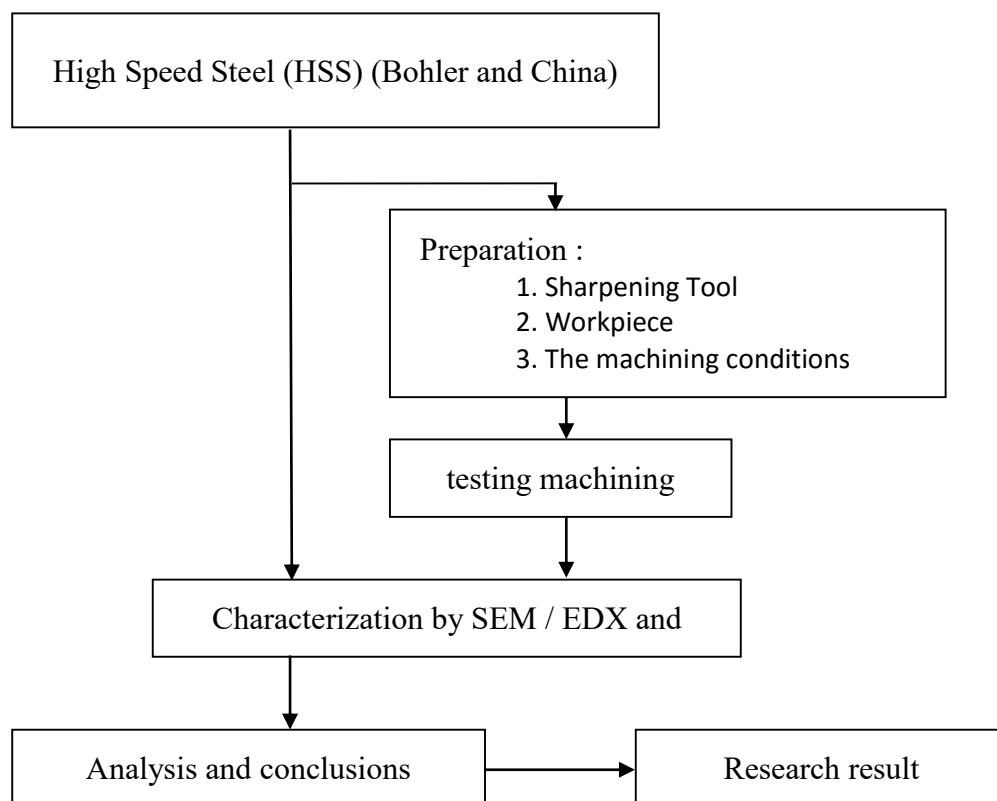 High Speed Steel (HSS) (Bohler and China)
Preparation :
1. Sharpening Tool
2. Workpiece
3. The machining conditions
testing machining
Characterization by SEM / EDX and
Analysis and conclusions
Research result